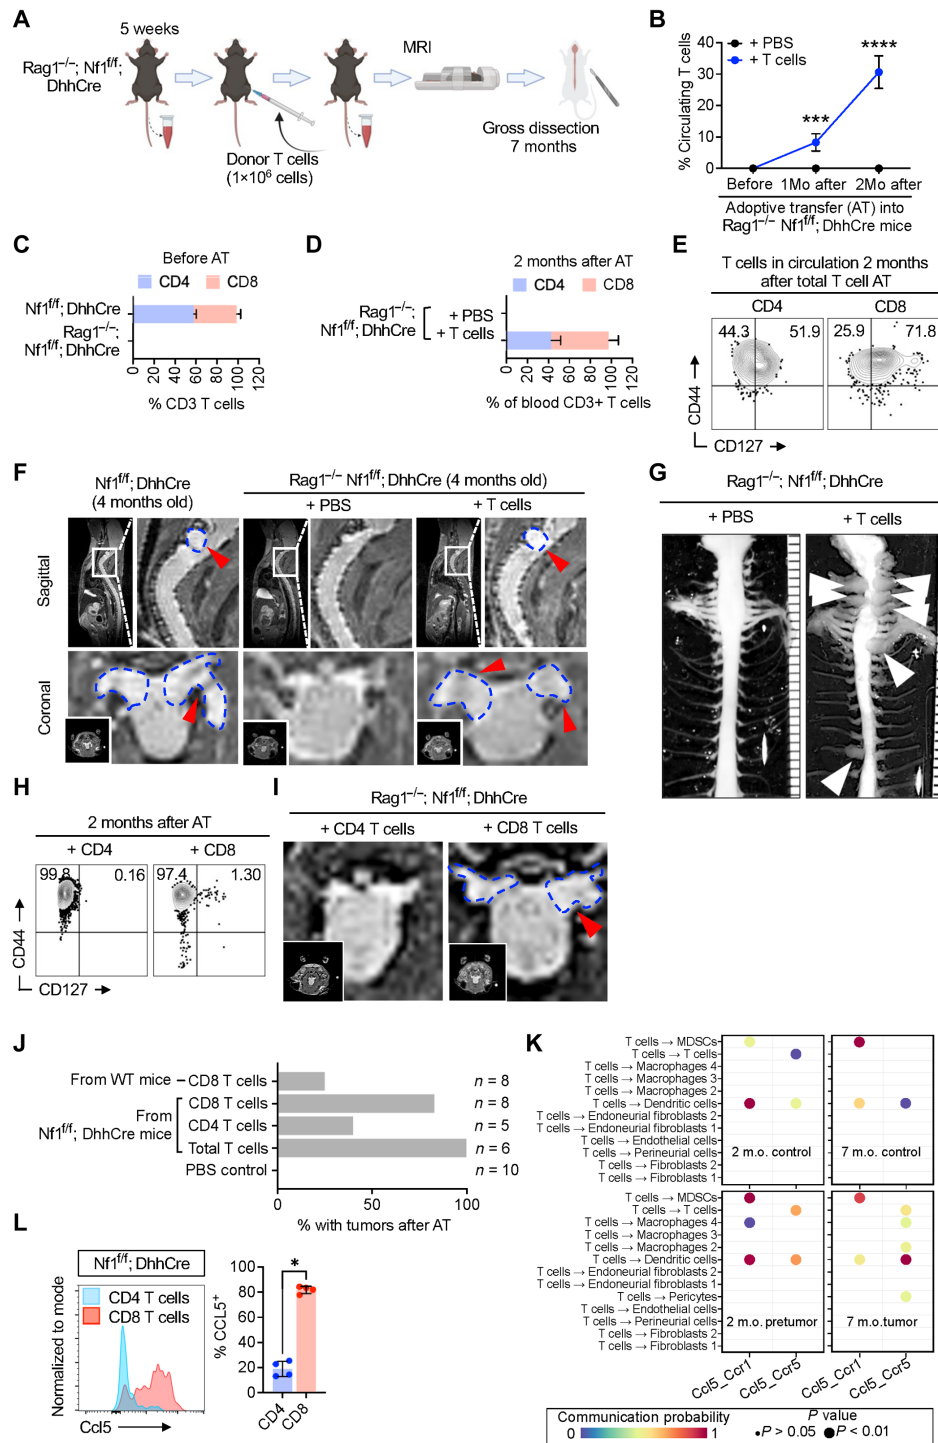 A
5 weeks
Rag1−/−; Nf1f/f;
DhhCre
MRI
Donor T cells
(1×10⁶ cells)
Gross dissection
7 months
B
+ PBS
+ T cells
% Circulating T cells
40
30
20
10
0
***
****
Before
1Mo after
2Mo after
Adoptive transfer (AT) into
Rag1−/− Nf1f/f; DhhCre mice
C
Before AT
CD4
CD8
Nf1f/f; DhhCre
Rag1−/−;
Nf1f/f; DhhCre
0 20 40 60 80 100 120
% CD3 T cells
D
2 months after AT
CD4
CD8
Rag1−/−;
Nf1f/f; DhhCre
+ PBS
+ T cells
0 20 40 60 80 100 120
% of blood CD3+ T cells
E
T cells in circulation 2 months
after total T cell AT
CD4
CD8
44.3
51.9
25.9
71.8
CD44
CD127
F
Nf1f/f; DhhCre
(4 months old)
Rag1−/− Nf1f/f; DhhCre (4 months old)
+ PBS
+ T cells
Sagittal
Coronal
G
Rag1−/−; Nf1f/f; DhhCre
+ PBS
+ T cells
H
2 months after AT
+ CD4
+ CD8
99.8
0.16
97.4
1.30
CD44
CD127
I
Rag1−/−; Nf1f/f; DhhCre
+ CD4 T cells
+ CD8 T cells
J
From WT mice
CD8 T cells
n = 8
From
Nf1f/f; DhhCre mice
CD8 T cells
n = 8
CD4 T cells
n = 5
Total T cells
n = 6
PBS control
n = 10
0
50
100
% with tumors after AT
K
T cells → MDSCs
T cells → T cells
T cells → Macrophages 4
T cells → Macrophages 3
T cells → Macrophages 2
T cells → Dendritic cells
T cells → Endoneurial fibroblasts 2
T cells → Endoneurial fibroblasts 1
T cells → Endothelial cells
T cells → Perineurial cells
T cells → Fibroblasts 2
T cells → Fibroblasts 1
2 m.o. control
7 m.o. control
T cells → MDSCs
T cells → T cells
T cells → Macrophages 4
T cells → Macrophages 3
T cells → Macrophages 2
T cells → Dendritic cells
T cells → Endoneurial fibroblasts 2
T cells → Endoneurial fibroblasts 1
T cells → Pericytes
T cells → Endothelial cells
T cells → Perineurial cells
T cells → Fibroblasts 2
T cells → Fibroblasts 1
2 m.o. pretumor
7 m.o. tumor
Ccl5_Ccr1
Ccl5_Ccr5
Ccl5_Ccr1
Ccl5_Ccr5
Communication probability
0
1
P value
P > 0.05
P < 0.01
L
Nf1f/f; DhhCre
CD4 T cells
CD8 T cells
Normalized to mode
Ccl5
% CCL5+
100
80
60
40
20
0
*
CD4
CD8